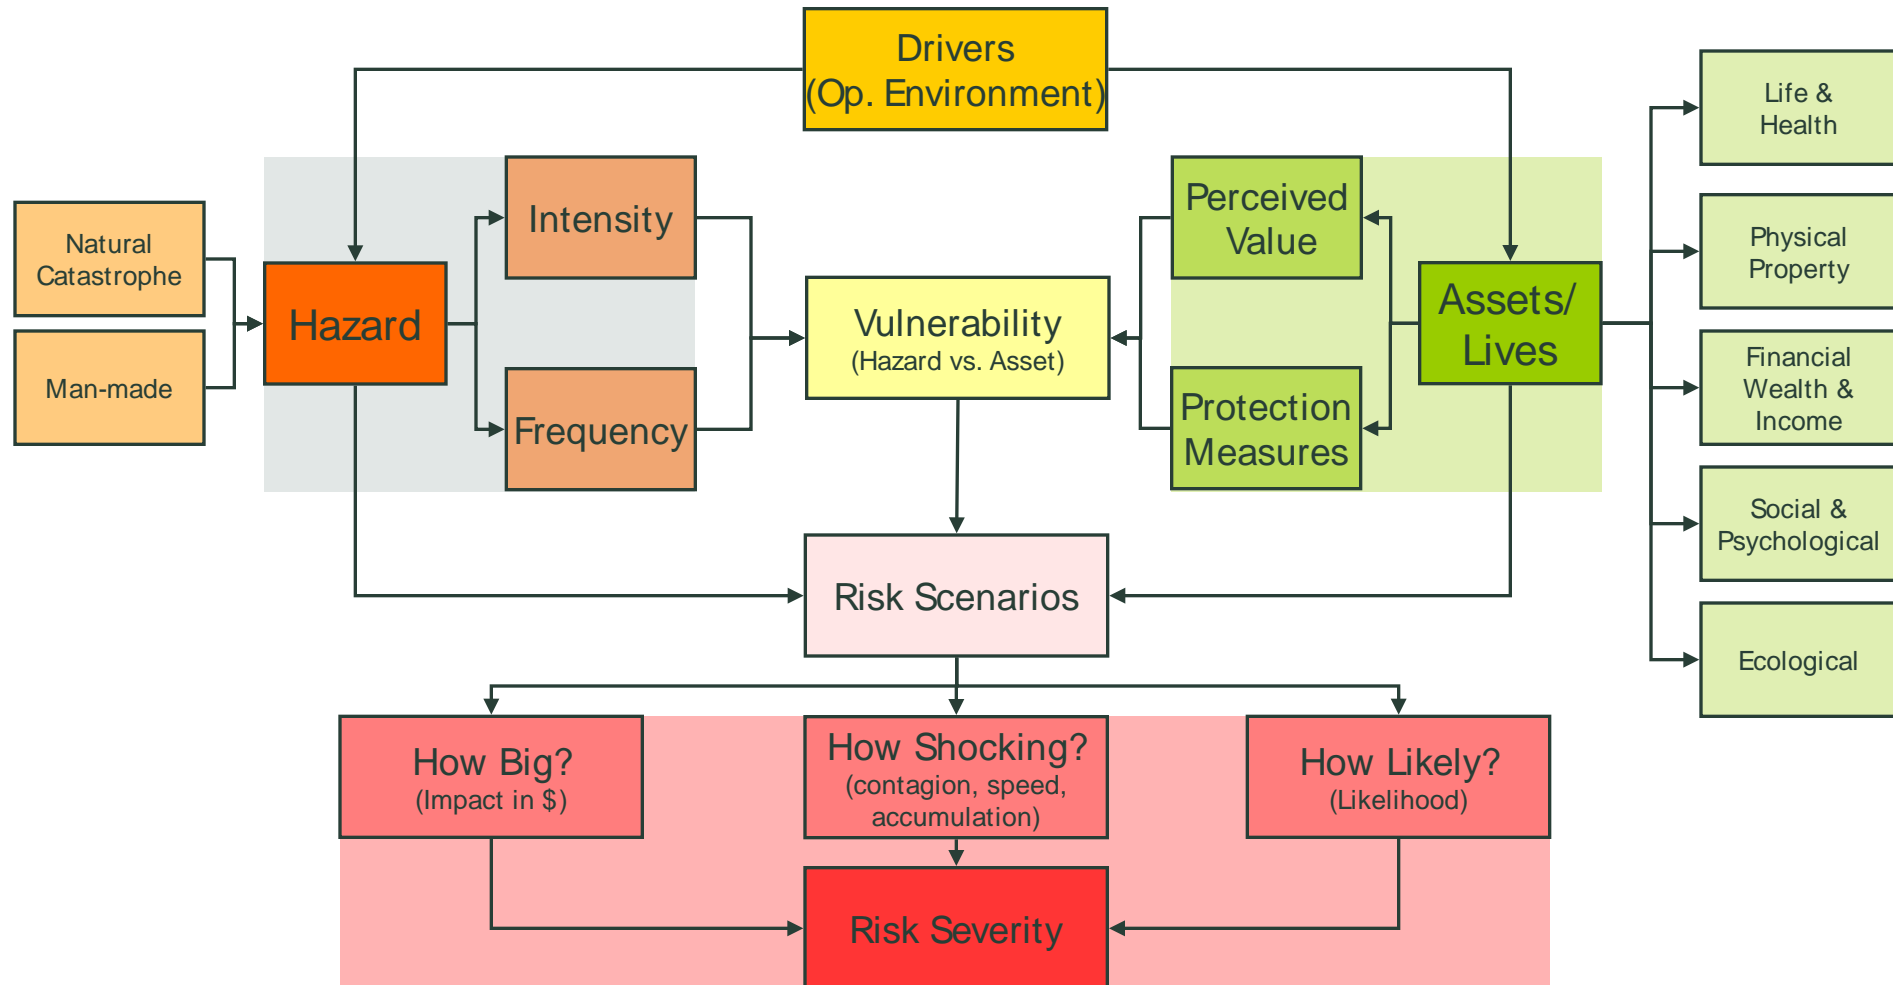 Drivers
(Op. Environment)
Life &
Health
Intensity
Perceived
Value
Natural
Catastrophe
Physical
Property
Hazard
Vulnerability
(Hazard vs. Asset)
Assets/
Lives
Man-made
Financial
Wealth &
Income
Frequency
Protection
Measures
Social &
Psychological
Risk Scenarios
Ecological
How Big?
(Impact in $)
How Shocking?
(contagion, speed,
accumulation)
How Likely?
(Likelihood)
Risk Severity